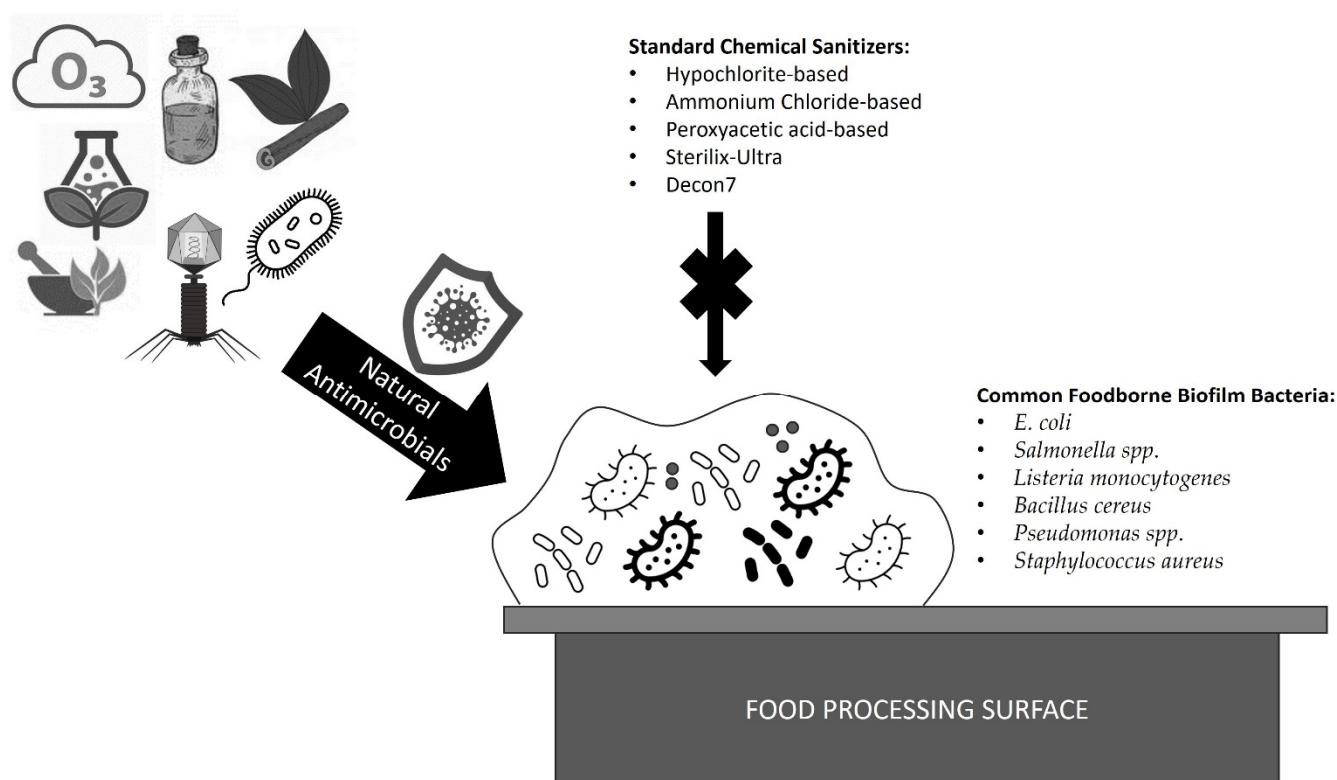 O₃
Standard Chemical Sanitizers:
• Hypochlorite-based
• Ammonium Chloride-based
• Peroxyacetic acid-based
• Sterilix-Ultra
• Decon7
Natural
Antimicrobials
Common Foodborne Biofilm Bacteria:
• E. coli
• Salmonella spp.
• Listeria monocytogenes
• Bacillus cereus
• Pseudomonas spp.
• Staphylococcus aureus
FOOD PROCESSING SURFACE